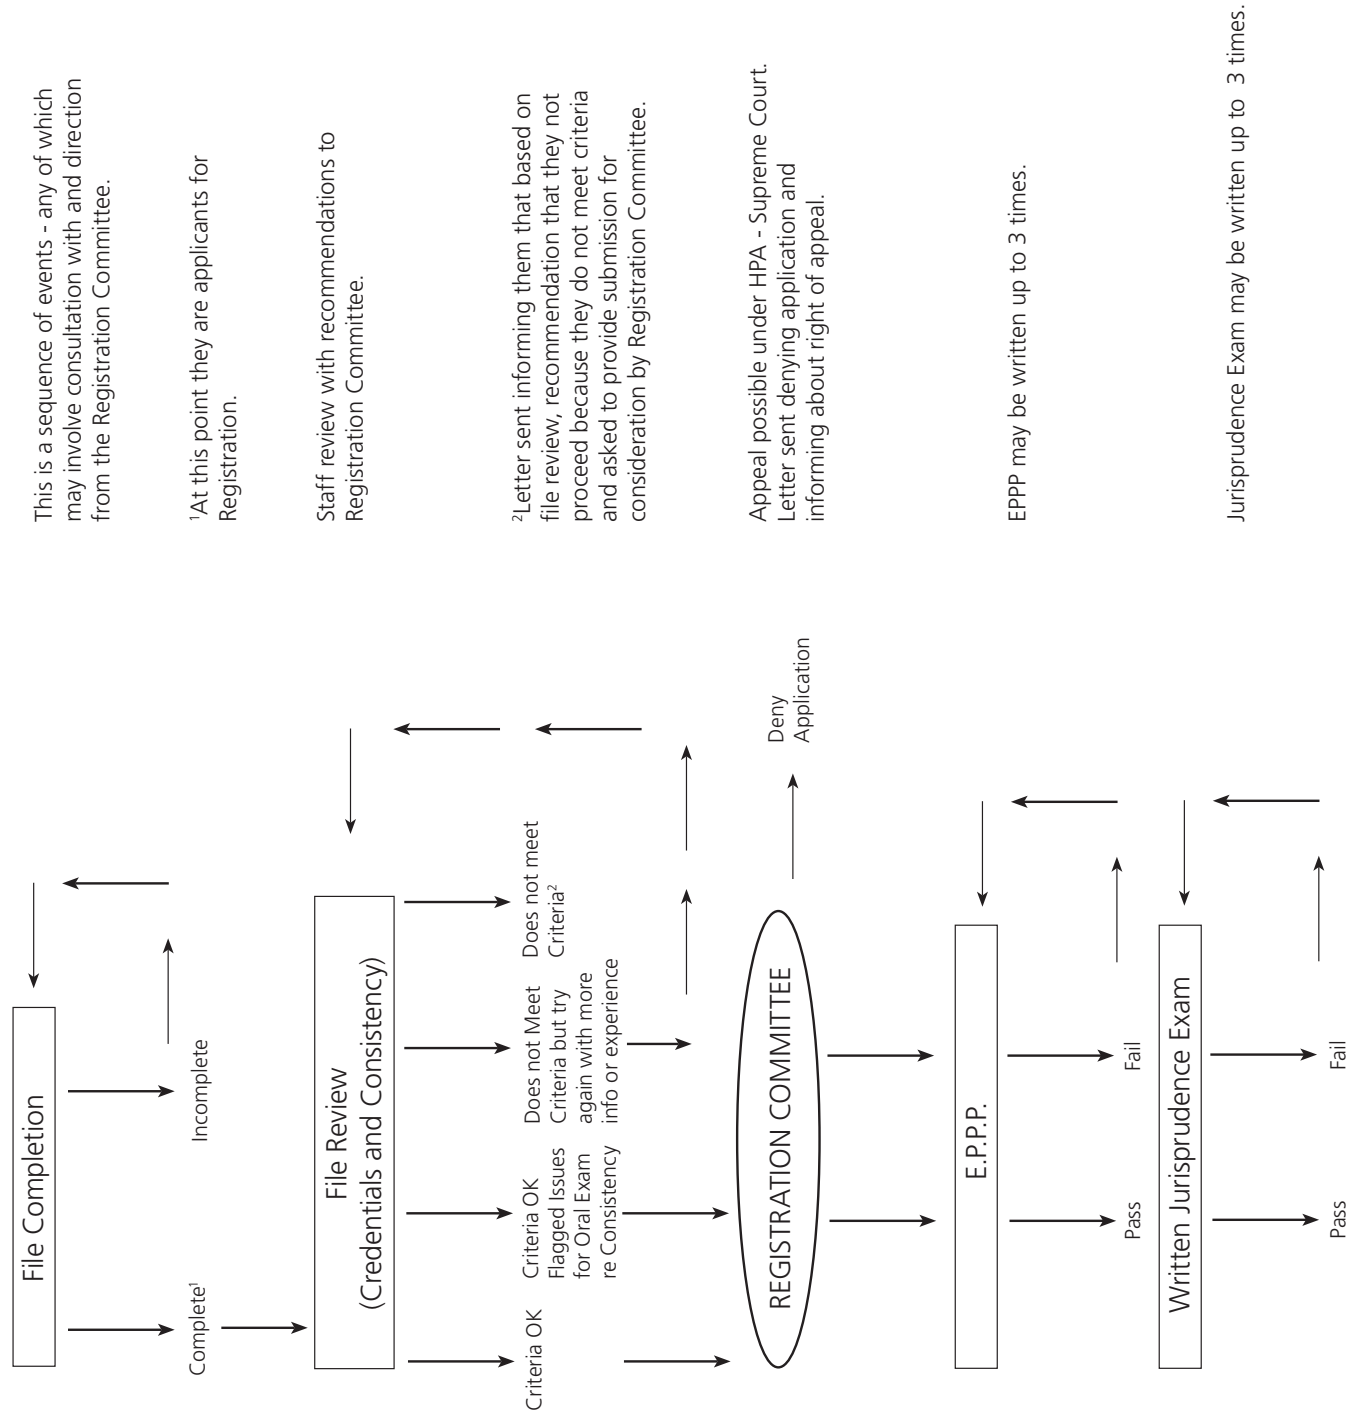 File Completion
This is a sequence of events - any of which
may involve consultation with and direction
from the Registration Committee.
Complete¹
Incomplete
¹At this point they are applicants for
Registration.
File Review
(Credentials and Consistency)
Staff review with recommendations to
Registration Committee.
Criteria OK
Criteria OK
Flagged Issues
for Oral Exam
re Consistency
Does not Meet
Criteria but try
again with more
info or experience
Does not meet
Criteria²
²Letter sent informing them that based on
file review, recommendation that they not
proceed because they do not meet criteria
and asked to provide submission for
consideration by Registration Committee.
REGISTRATION COMMITTEE
Deny
Application
Appeal possible under HPA - Supreme Court.
Letter sent denying application and
informing about right of appeal.
E.P.P.P.
EPPP may be written up to 3 times.
Pass
Fail
Written Jurisprudence Exam
Jurisprudence Exam may be written up to 3 times.
Pass
Fail